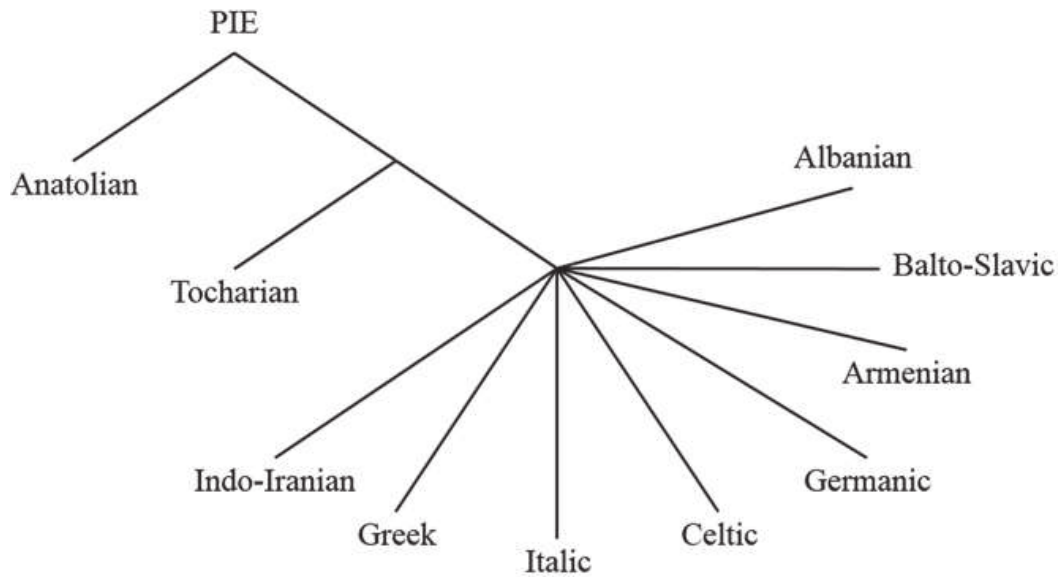 PIE
Albanian
Anatolian
Balto-Slavic
Tocharian
Armenian
Indo-Iranian
Germanic
Greek
Celtic
Italic